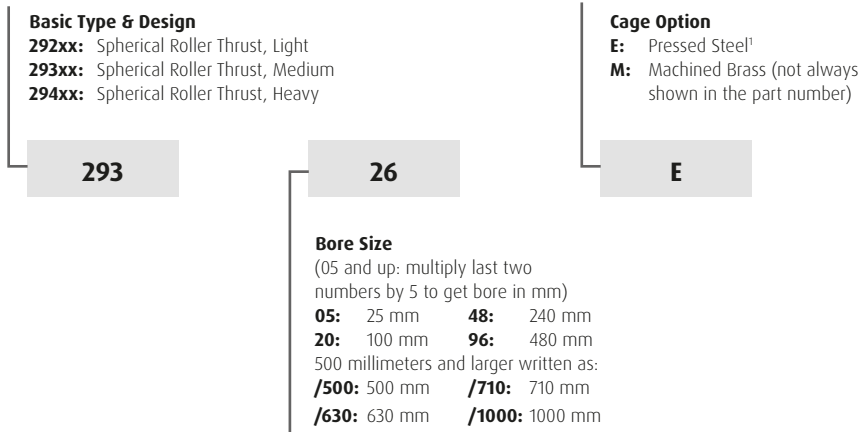 Basic Type & Design
292xx: Spherical Roller Thrust, Light
293xx: Spherical Roller Thrust, Medium
294xx: Spherical Roller Thrust, Heavy
Cage Option
E: Pressed Steel¹
M: Machined Brass (not always
shown in the part number)
293
26
E
Bore Size
(05 and up: multiply last two
numbers by 5 to get bore in mm)
05: 25 mm 48: 240 mm
20: 100 mm 96: 480 mm
500 millimeters and larger written as:
/500: 500 mm /710: 710 mm
/630: 630 mm /1000: 1000 mm